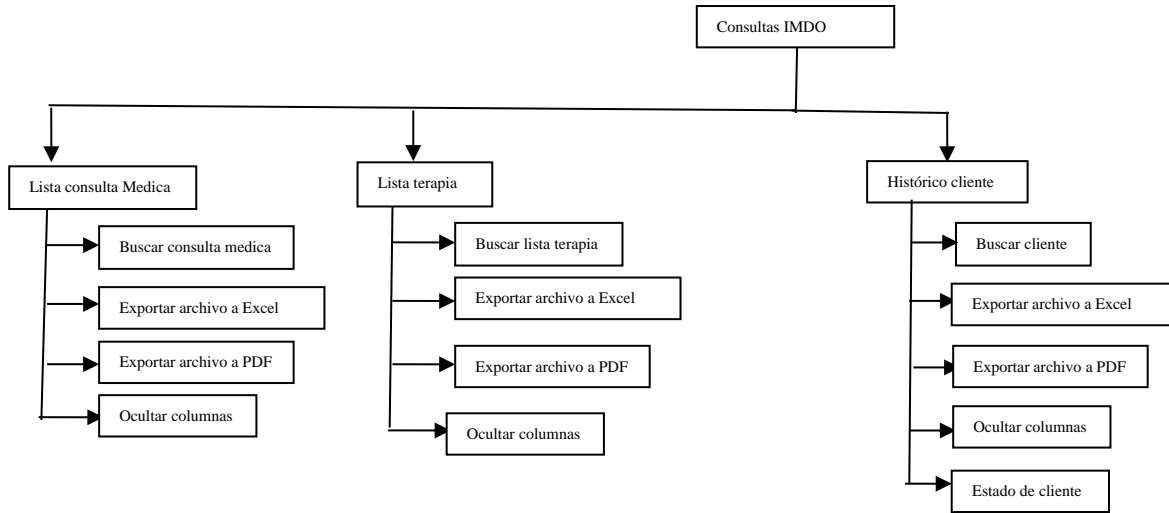 Consultas IMDO
Lista consulta Medica
Buscar consulta medica
Exportar archivo a Excel
Exportar archivo a PDF
Ocultar columnas
Lista terapia
Buscar lista terapia
Exportar archivo a Excel
Exportar archivo a PDF
Ocultar columnas
Histórico cliente
Buscar cliente
Exportar archivo a Excel
Exportar archivo a PDF
Ocultar columnas
Estado de cliente